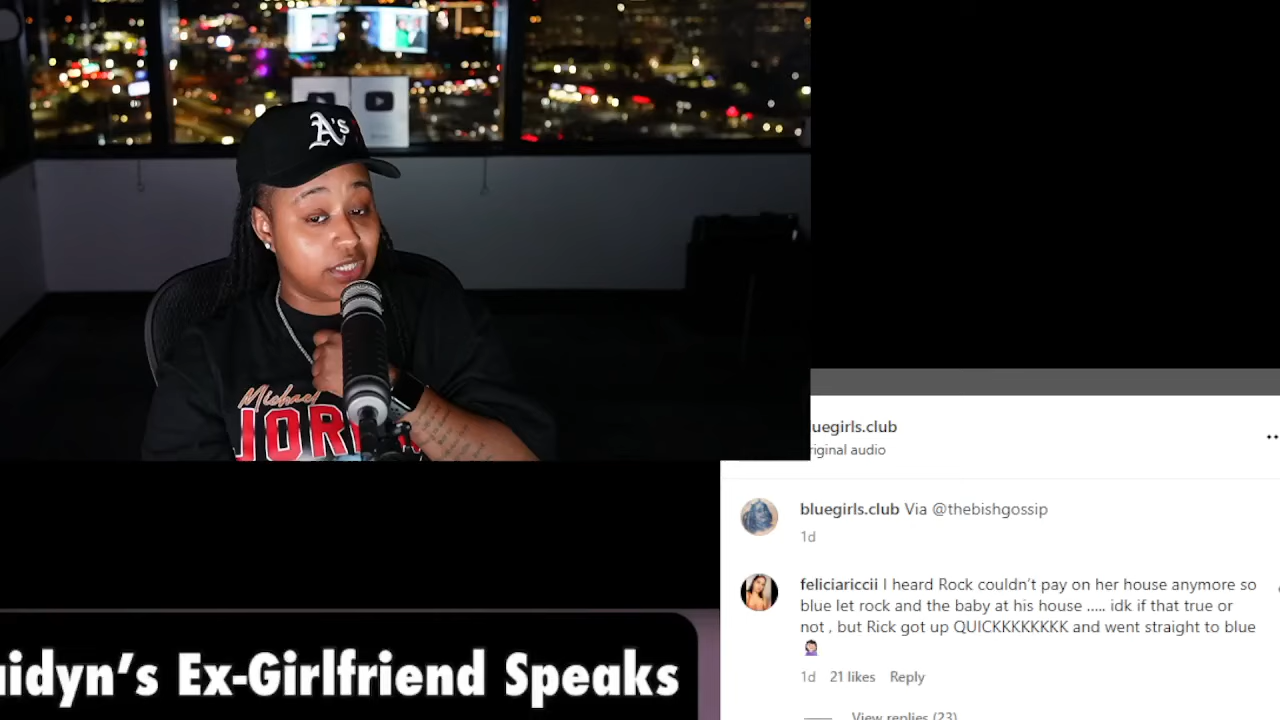 A's
Michael
JOR
uegirls.club
riginal audio
bluegirls.club Via @thebishgossip
1d
feliciariccii I heard Rock couldn't pay on her house anymore so
blue let rock and the baby at his house ..... idk if that true or
not , but Rick got up QUICKKKKKKKK and went straight to blue
1d 21 likes Reply
View replies (23)
aidyn's Ex-Girlfriend Speaks